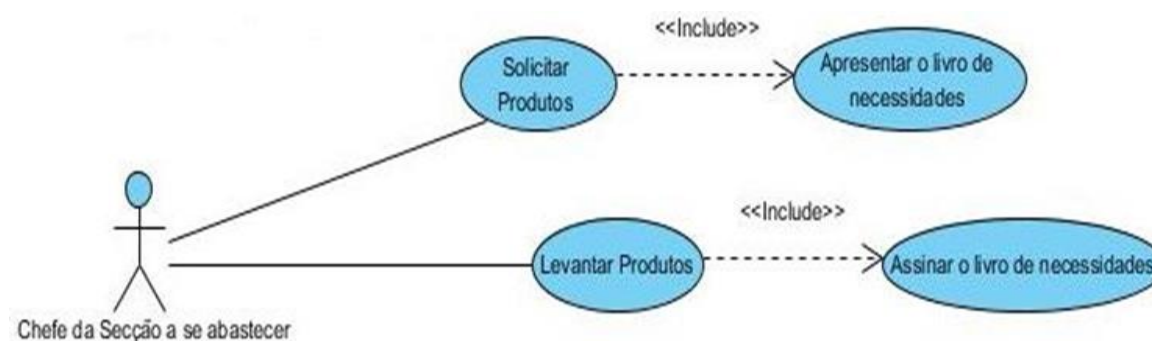 <<Include>>
Solicitar
Produtos
Apresentar o livro de
necessidades
<<Include>>
Levantar Produtos
Assinar o livro de necessidades
Chefe da Secção a se abastecer